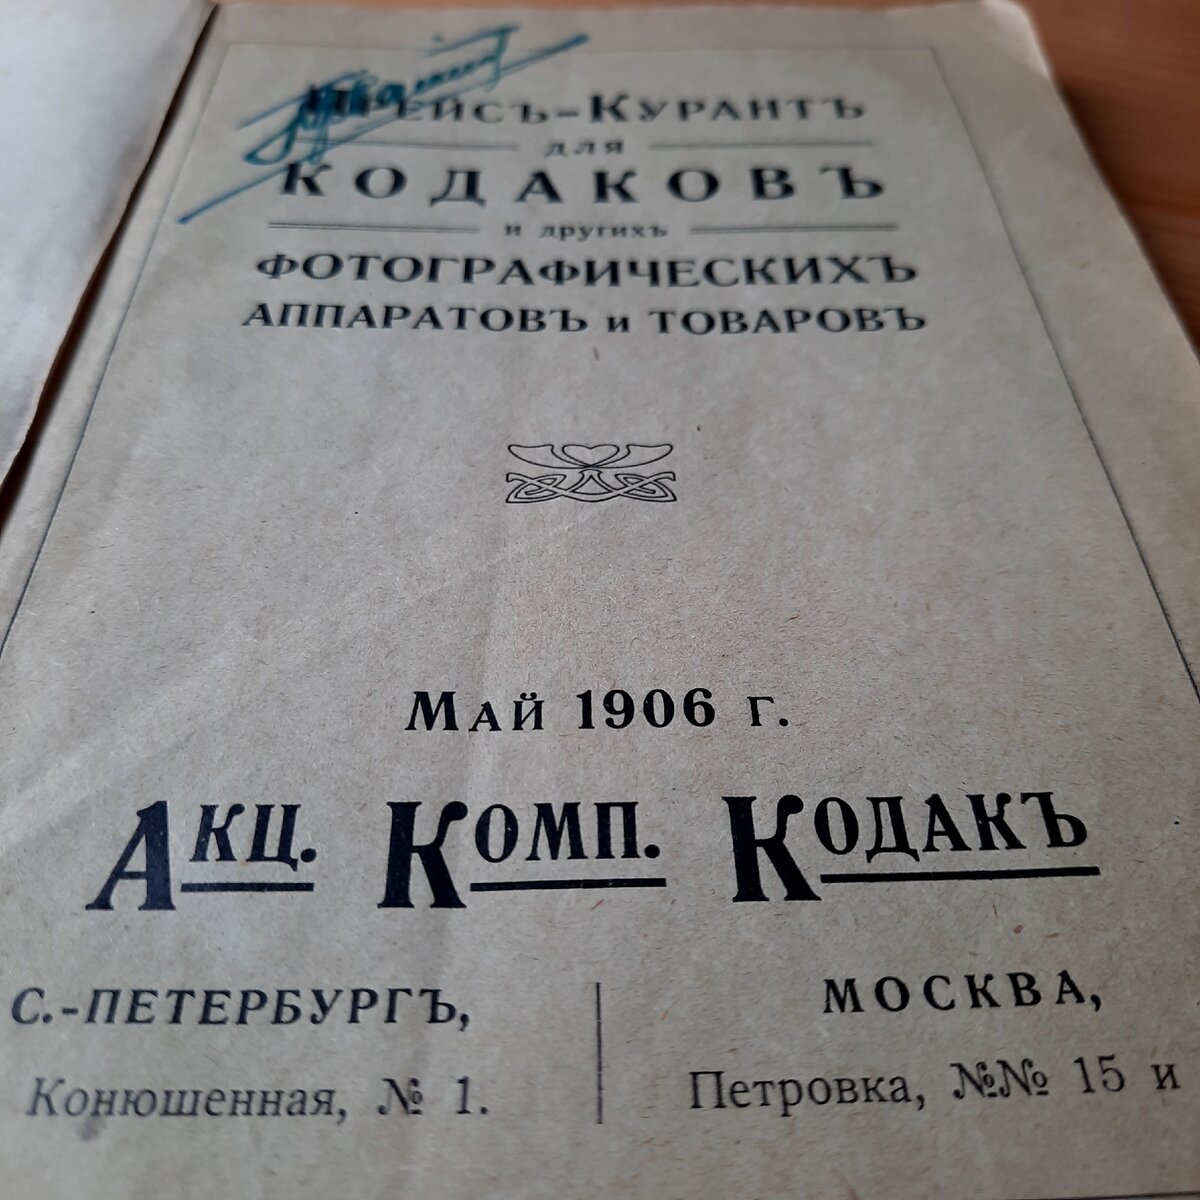 Прейсъ-Курантъ
для
КОДАКОВЪ
и другихъ
ФОТОГРАФИЧЕСКИХЪ
АППАРАТОВЪ и ТОВАРОВЪ
Май 1906 г.
Акц. Комп. Кодакъ
С.-ПЕТЕРБУРГЪ,
Конюшенная, № 1.
МОСКВА,
Петровка, №№ 15 и